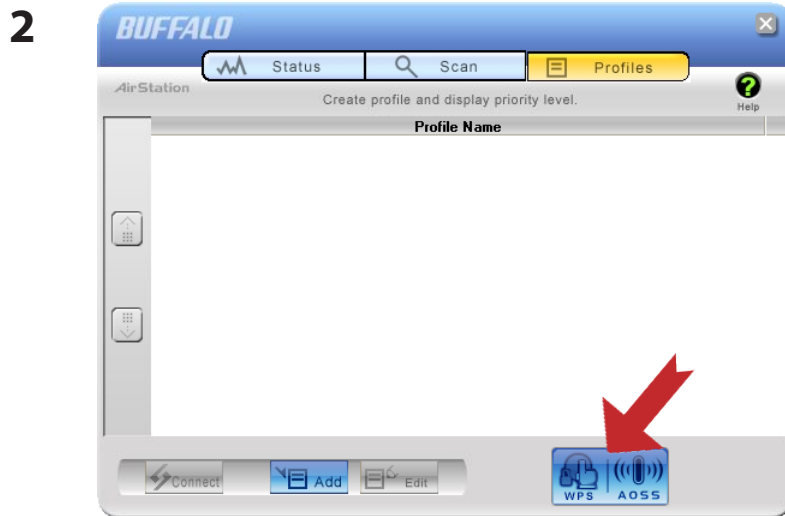 2
BUFFALO
Status Scan Profiles
AirStation
Create profile and display priority level.
Help
Profile Name
Connect Add Edit
WPS AOSS